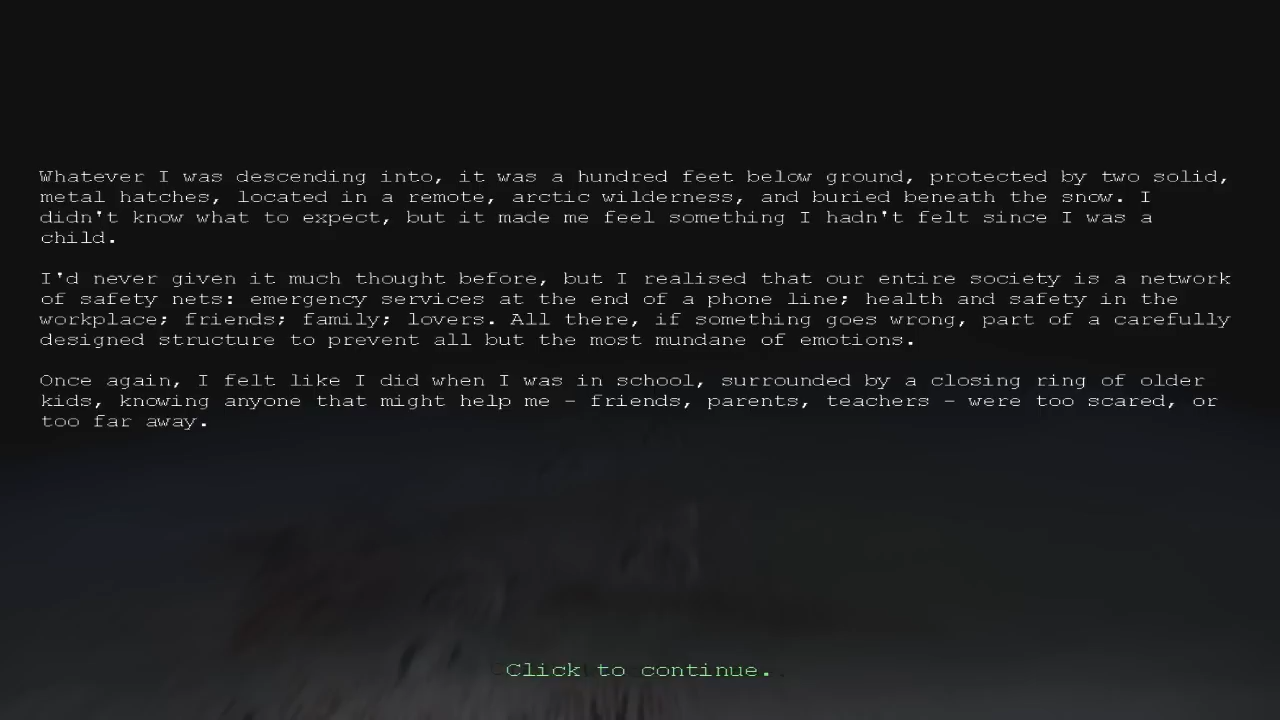 Whatever I was descending into, it was a hundred feet below ground, protected by two solid,
metal hatches, located in a remote, arctic wilderness, and buried beneath the snow. I
didn't know what to expect, but it made me feel something I hadn't felt since I was a
child.
I'd never given it much thought before, but I realised that our entire society is a network
of safety nets: emergency services at the end of a phone line; health and safety in the
workplace; friends; family; lovers. All there, if something goes wrong, part of a carefully
designed structure to prevent all but the most mundane of emotions.
Once again, I felt like I did when I was in school, surrounded by a closing ring of older
kids, knowing anyone that might help me - friends, parents, teachers - were too scared, or
too far away.
Click to continue.